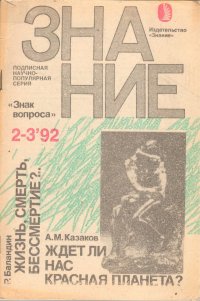 ЗНА
НИЕ
Издательство
«Знание»
ПОДПИСНАЯ
НАУЧНО-
ПОПУЛЯРНАЯ
СЕРИЯ
«Знак
вопроса»
2-3'92
Р. Баландин
ЖИЗНЬ, СМЕРТЬ,
БЕССМЕРТИЕ?..
А.М. Казаков
ЖДЕТ ЛИ
НАС
КРАСНАЯ ПЛАНЕТА?